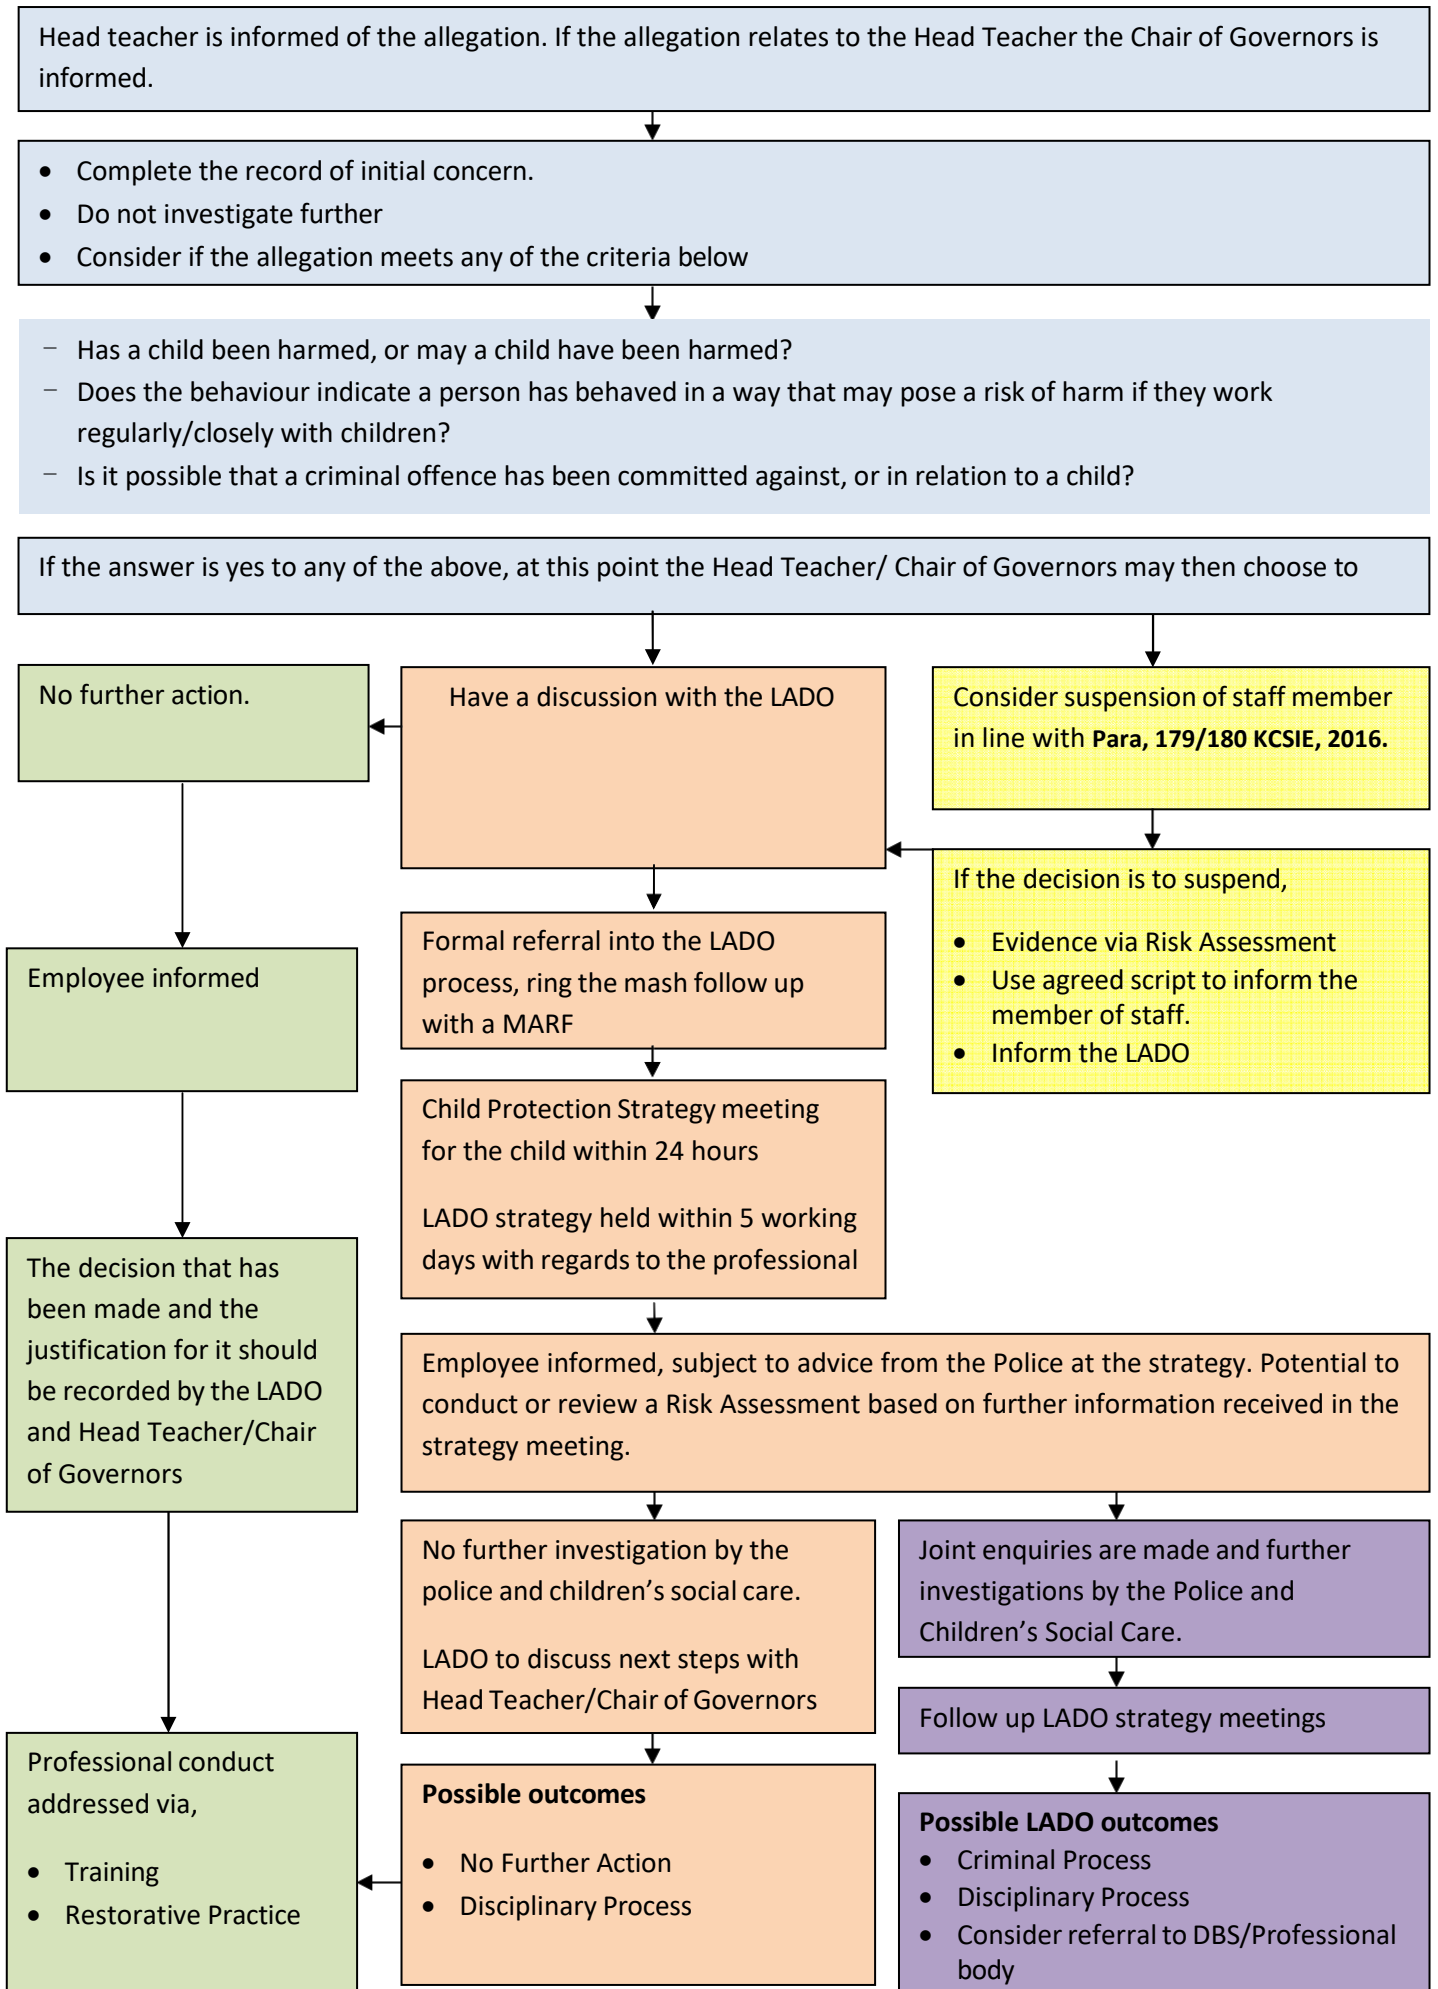 Head teacher is informed of the allegation. If the allegation relates to the Head Teacher the Chair of Governors is
informed.
• Complete the record of initial concern.
• Do not investigate further
• Consider if the allegation meets any of the criteria below
− Has a child been harmed, or may a child have been harmed?
− Does the behaviour indicate a person has behaved in a way that may pose a risk of harm if they work
regularly/closely with children?
− Is it possible that a criminal offence has been committed against, or in relation to a child?
If the answer is yes to any of the above, at this point the Head Teacher/ Chair of Governors may then choose to
No further action.
Have a discussion with the LADO
Consider suspension of staff member
in line with Para, 179/180 KCSIE, 2016.
If the decision is to suspend,
• Evidence via Risk Assessment
• Use agreed script to inform the
member of staff.
• Inform the LADO
Employee informed
Formal referral into the LADO
process, ring the mash follow up
with a MARF
Child Protection Strategy meeting
for the child within 24 hours
LADO strategy held within 5 working
days with regards to the professional
The decision that has
been made and the
justification for it should
be recorded by the LADO
and Head Teacher/Chair
of Governors
Employee informed, subject to advice from the Police at the strategy. Potential to
conduct or review a Risk Assessment based on further information received in the
strategy meeting.
No further investigation by the
police and children’s social care.
LADO to discuss next steps with
Head Teacher/Chair of Governors
Joint enquiries are made and further
investigations by the Police and
Children’s Social Care.
Follow up LADO strategy meetings
Professional conduct
addressed via,
• Training
• Restorative Practice
Possible outcomes
• No Further Action
• Disciplinary Process
Possible LADO outcomes
• Criminal Process
• Disciplinary Process
• Consider referral to DBS/Professional
body